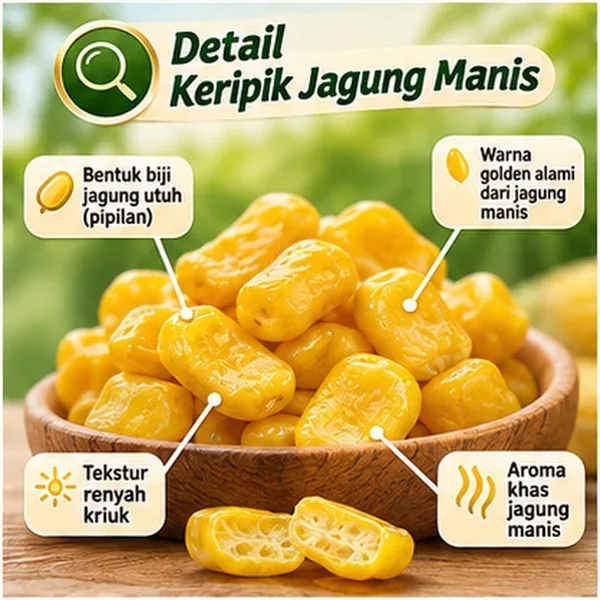 Detail
Keripik Jagung Manis
Bentuk biji
jagung utuh
(pipilan)
Warna
golden alami
dari jagung
manis
Tekstur
renyah
kriuk
Aroma
khas
jagung
manis